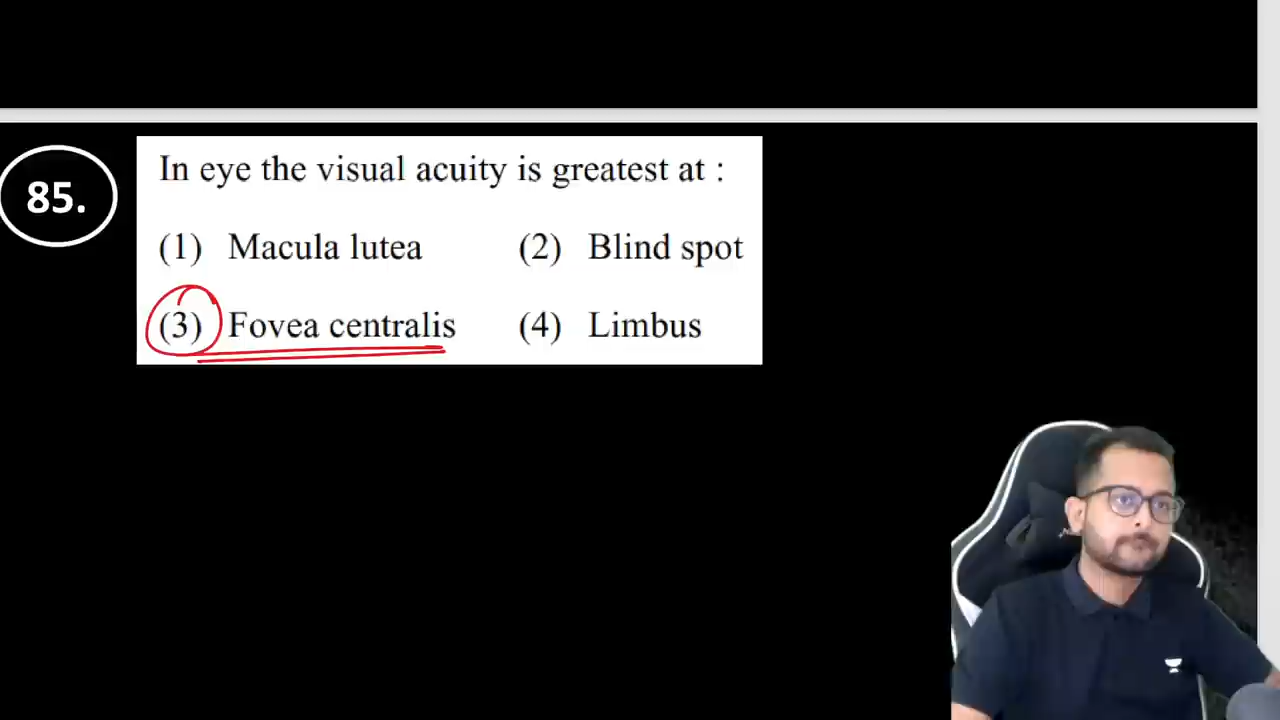 85.
In eye the visual acuity is greatest at :
(1) Macula lutea (2) Blind spot
(3) Fovea centralis (4) Limbus